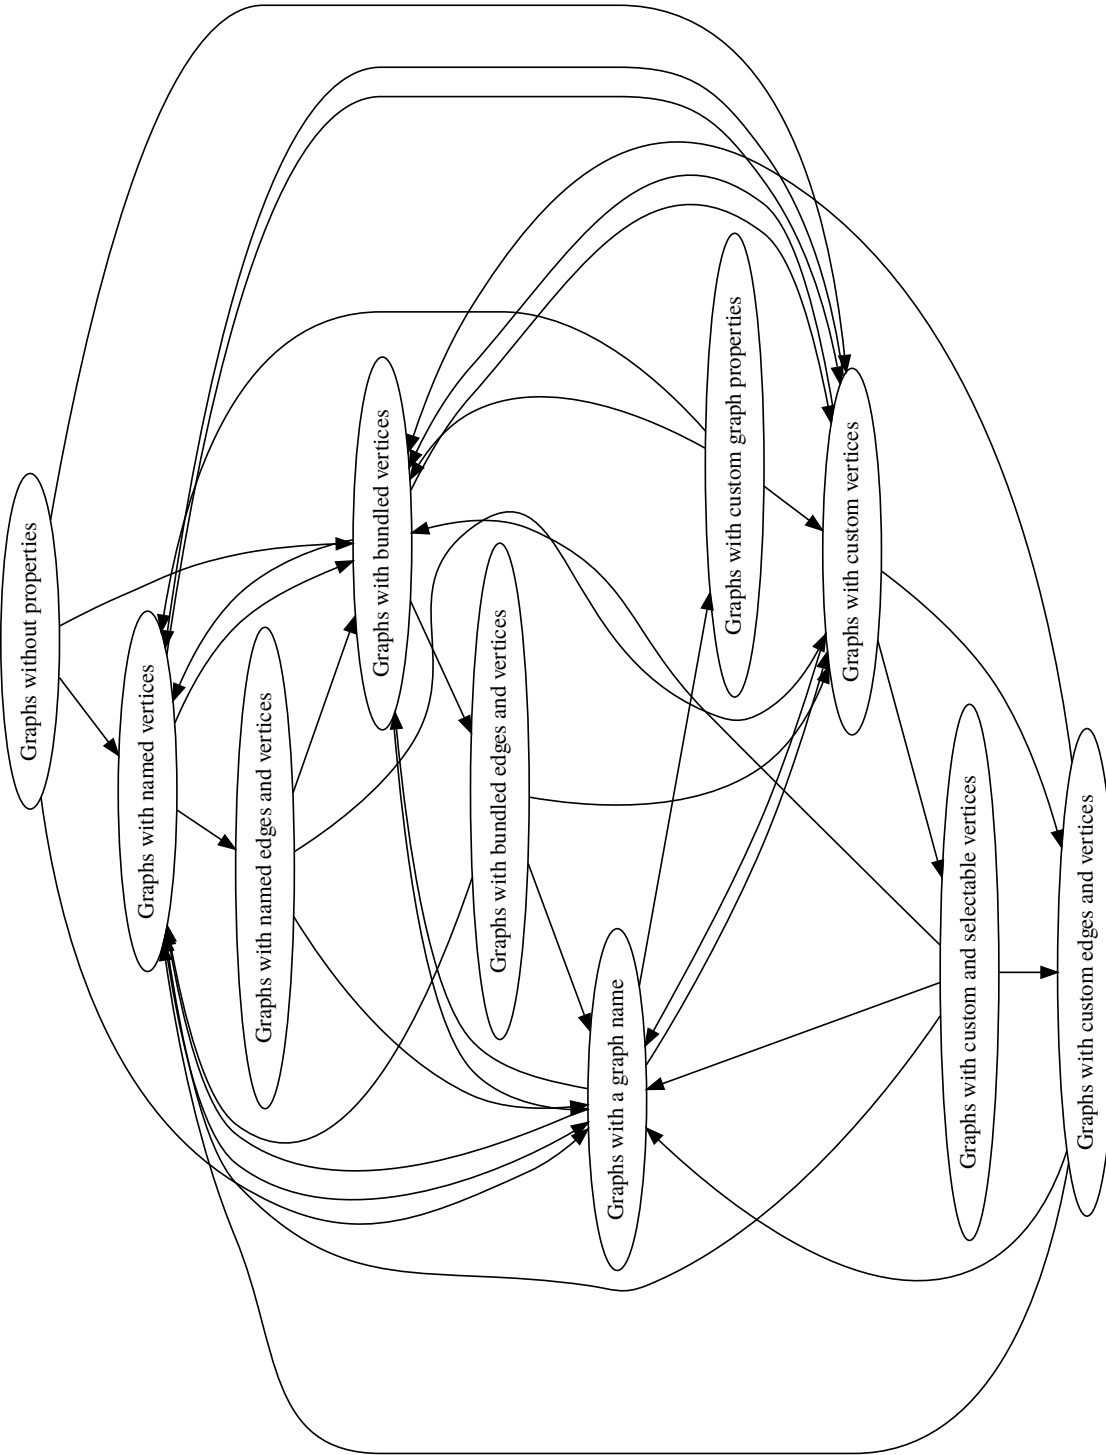 Graphs without properties
Graphs with named vertices
Graphs with named edges and vertices
Graphs with bundled vertices
Graphs with bundled edges and vertices
Graphs with a graph name
Graphs with custom graph properties
Graphs with custom vertices
Graphs with custom and selectable vertices
Graphs with custom edges and vertices